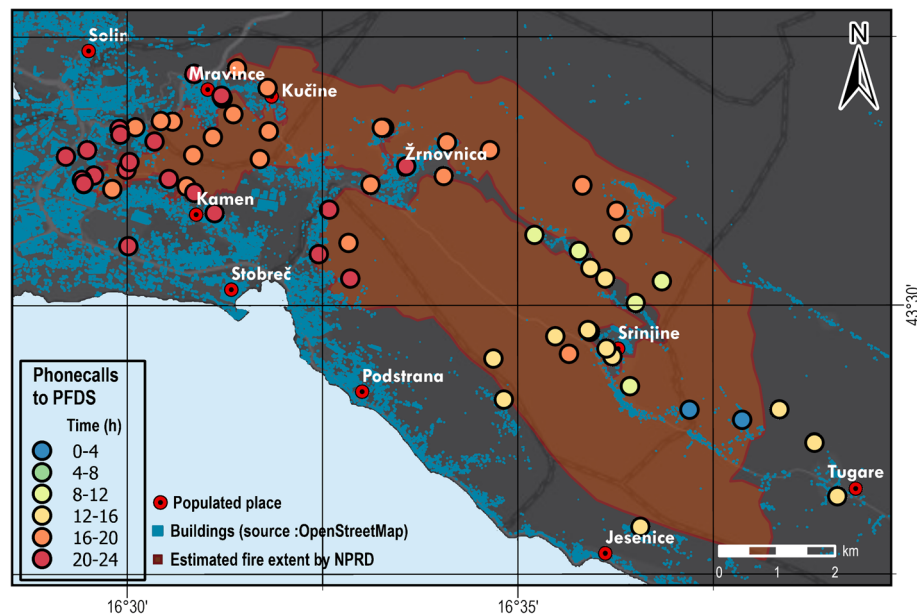 Solin
N
Mravince
Kučine
Žrnovnica
Kamen
Stobreč
43°30'
Srinjine
Podstrana
Phonecalls
to PFDS
Time (h)
0-4
4-8
8-12
12-16
16-20
20-24
Populated place
Buildings (source :OpenStreetMap)
Estimated fire extent by NPRD
Tugare
Jesenice
km
0 1 2
16°30' 16°35'